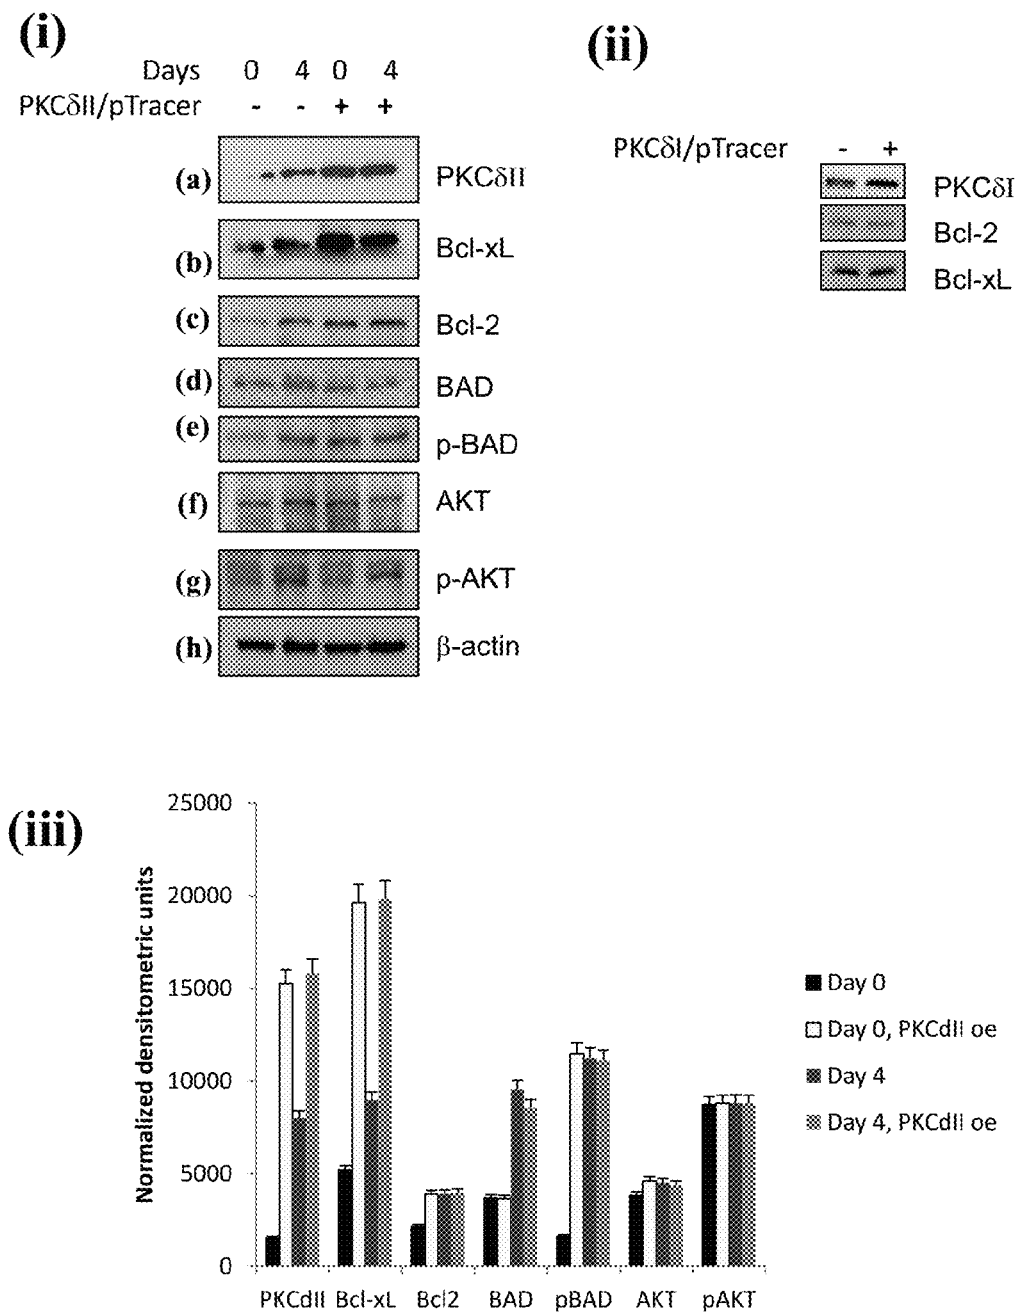 (i)
Days 0 4 0 4
PKCδII/pTracer - - + +
(a) PKCδII
(b) Bcl-xL
(c) Bcl-2
(d) BAD
(e) p-BAD
(f) AKT
(g) p-AKT
(h) β-actin
(ii)
PKCδI/pTracer - +
PKCδI
Bcl-2
Bcl-xL
(iii)
Normalized densitometric units
25000
20000
15000
10000
5000
0
PKCdII Bcl-xL Bcl2 BAD pBAD AKT pAKT
Day 0
Day 0, PKCdII oe
Day 4
Day 4, PKCdII oe